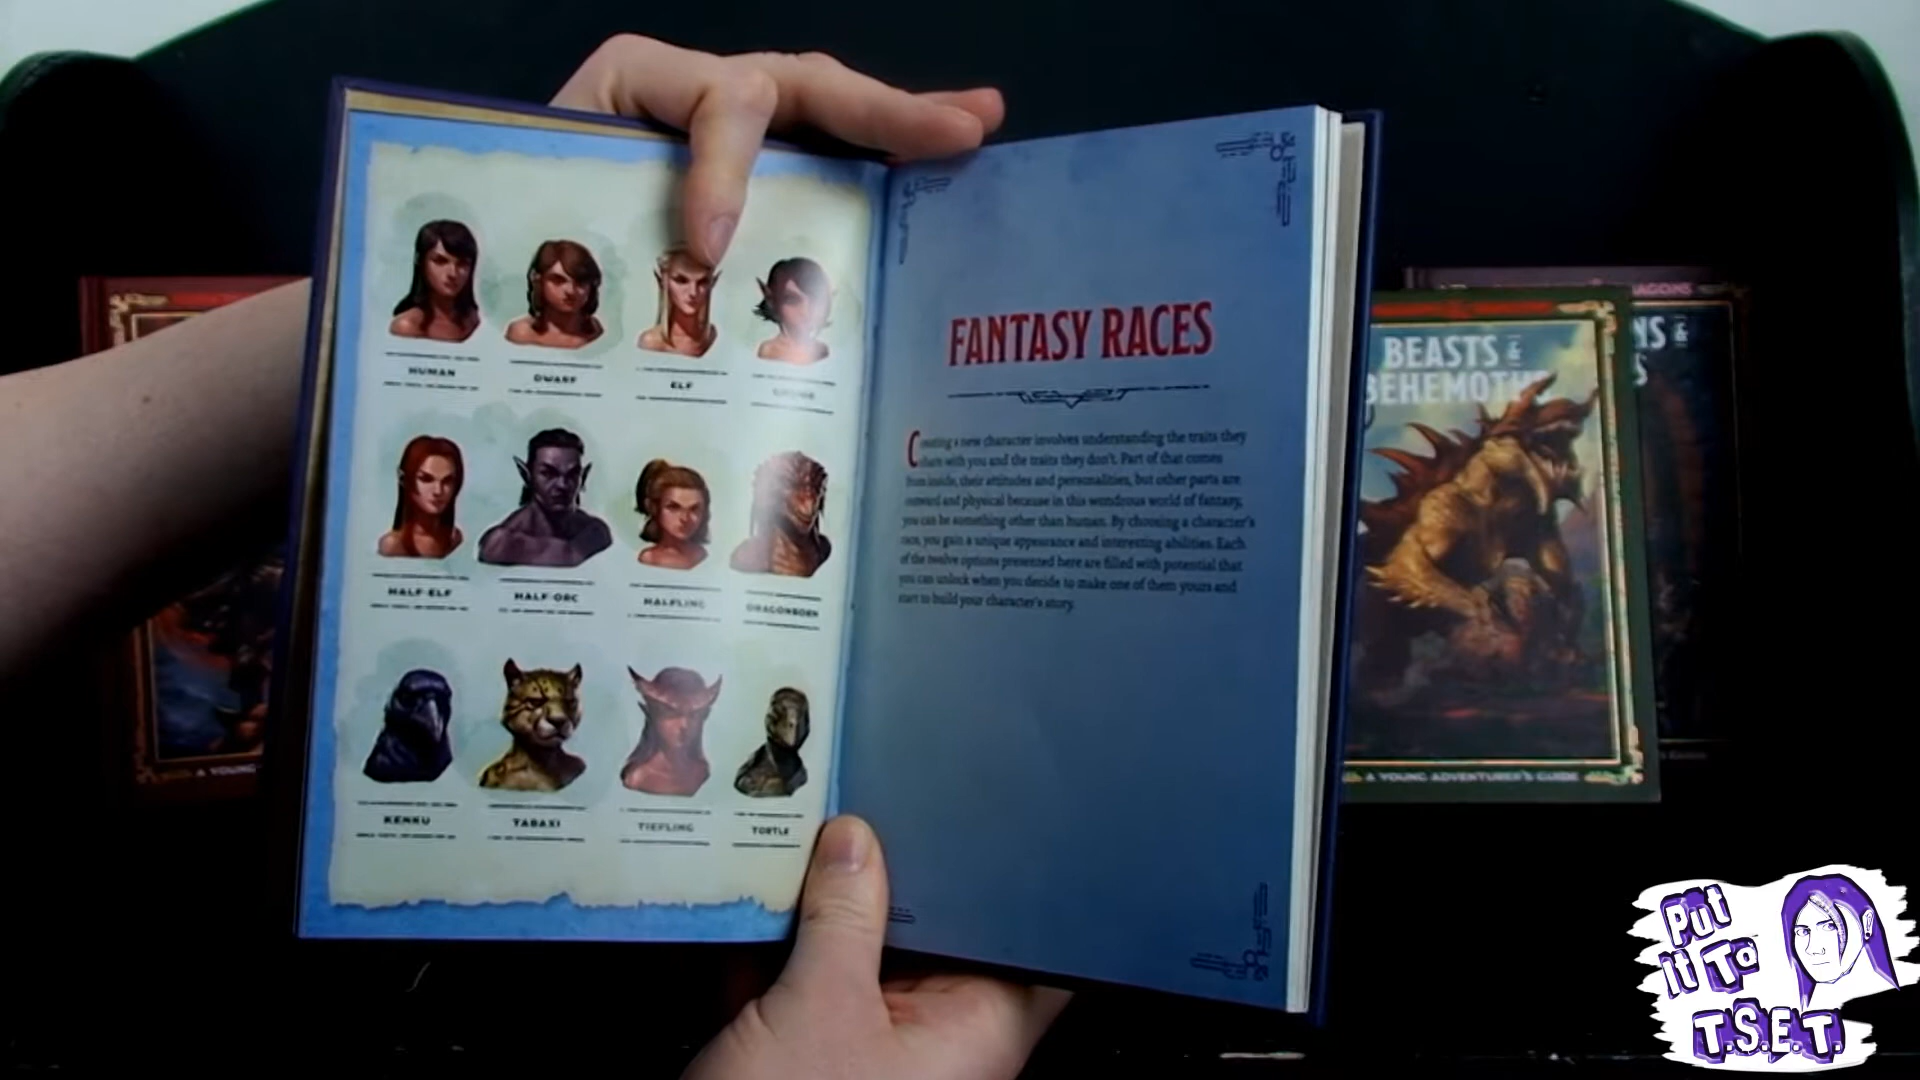 HUMAN
DWARF
ELF
HALF-ELF
HALF-ORC
HALFLING
DRAGONBORN
KENKU
TABAXI
TIEFLING
TORTLE
FANTASY RACES
Creating a new character involves understanding the traits they
share with you and the traits they don't. Part of that comes
from inside, their attitudes and personalities, but other parts are
outward and physical because in this wondrous world of fantasy,
you can be something other than human. By choosing a character's
race, you gain a unique appearance and interesting abilities. Each
of the twelve options presented here are filled with potential that
you can unlock when you decide to make one of them yours and
start to build your character's story.
BEASTS &
BEHEMOTHS
A YOUNG ADVENTURER'S GUIDE
AGONS
NS &
S
A YOUNG
Put
It To
T.S.E.T.